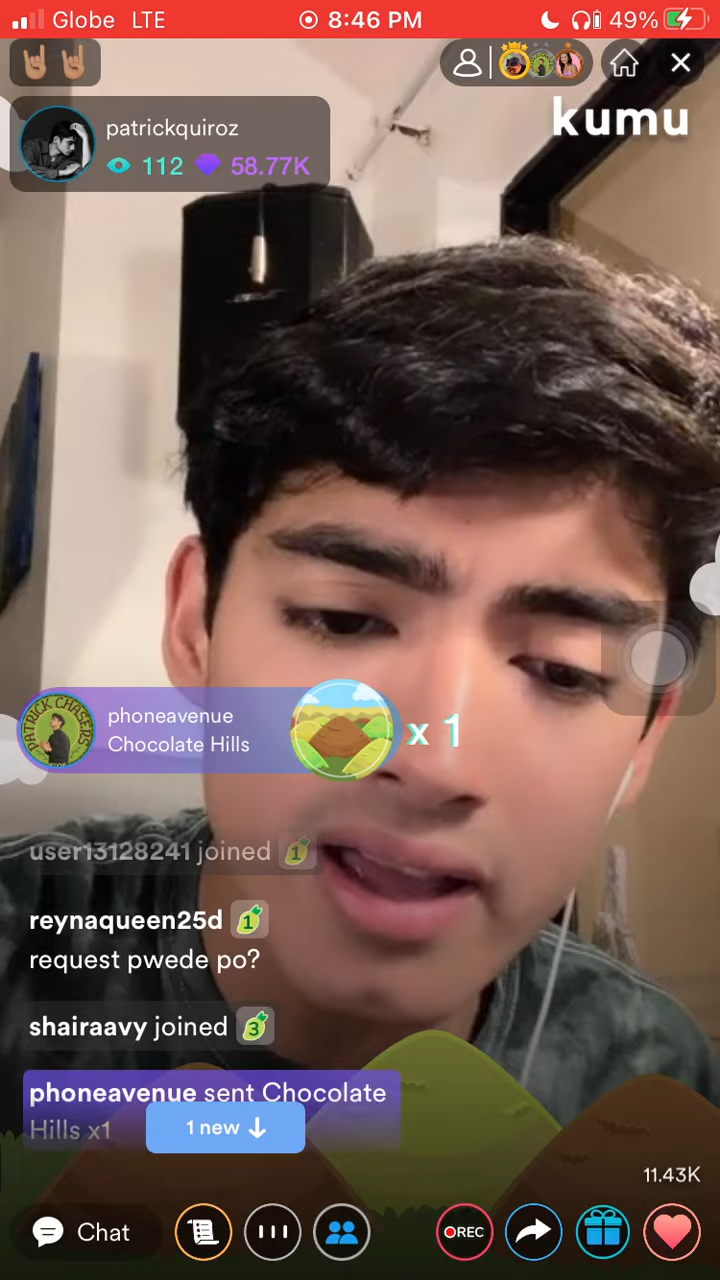 Globe LTE 8:46 PM 49%
patrickquiroz
112 58.77K
kumu
PATRICK CHASERS
phoneavenue
Chocolate Hills
x 1
user13128241 joined 1
reynaqueen25d 1
request pwede po?
shairaavy joined 3
phoneavenue sent Chocolate
Hills x1
1 new
11.43K
Chat
REC